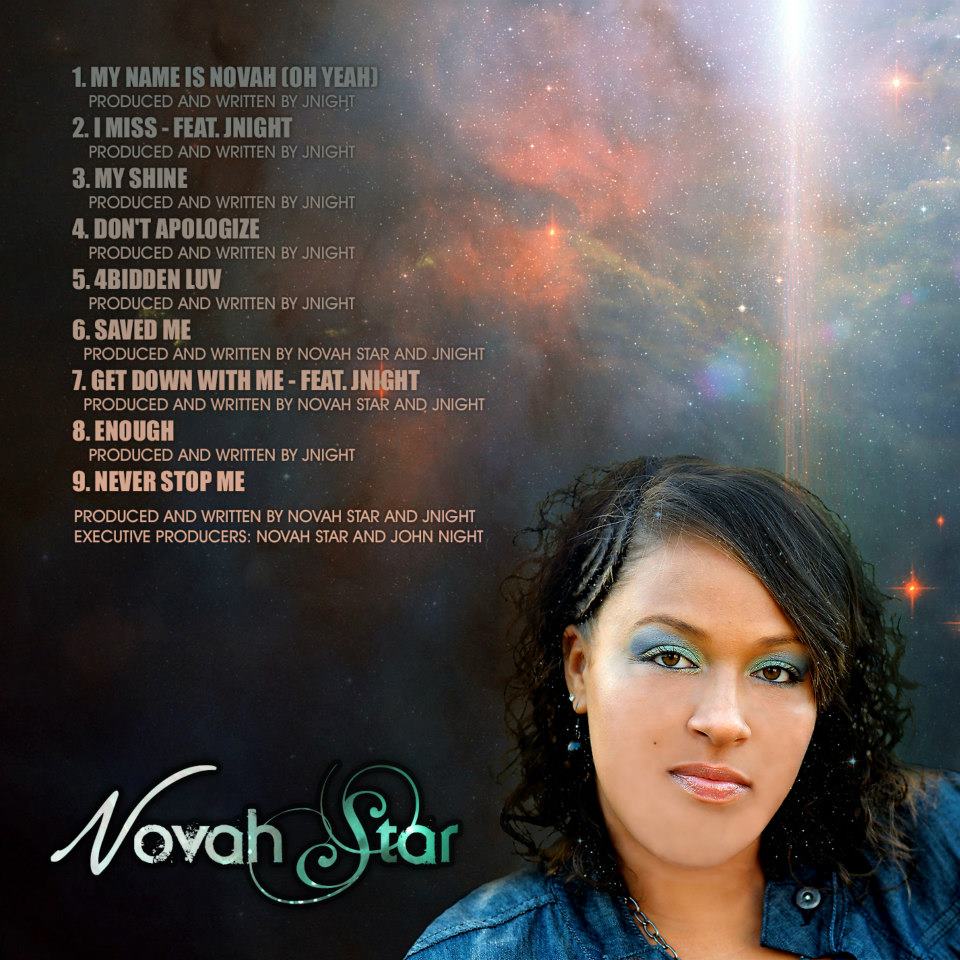 1. MY NAME IS NOVAH (OH YEAH)
PRODUCED AND WRITTEN BY JNIGHT
2. I MISS - FEAT. JNIGHT
PRODUCED AND WRITTEN BY JNIGHT
3. MY SHINE
PRODUCED AND WRITTEN BY JNIGHT
4. DON'T APOLOGIZE
PRODUCED AND WRITTEN BY JNIGHT
5. 4BIDDEN LUV
PRODUCED AND WRITTEN BY JNIGHT
6. SAVED ME
PRODUCED AND WRITTEN BY NOVAH STAR AND JNIGHT
7. GET DOWN WITH ME - FEAT. JNIGHT
PRODUCED AND WRITTEN BY NOVAH STAR AND JNIGHT
8. ENOUGH
PRODUCED AND WRITTEN BY JNIGHT
9. NEVER STOP ME
PRODUCED AND WRITTEN BY NOVAH STAR AND JNIGHT
EXECUTIVE PRODUCERS: NOVAH STAR AND JOHN NIGHT
Novah Star